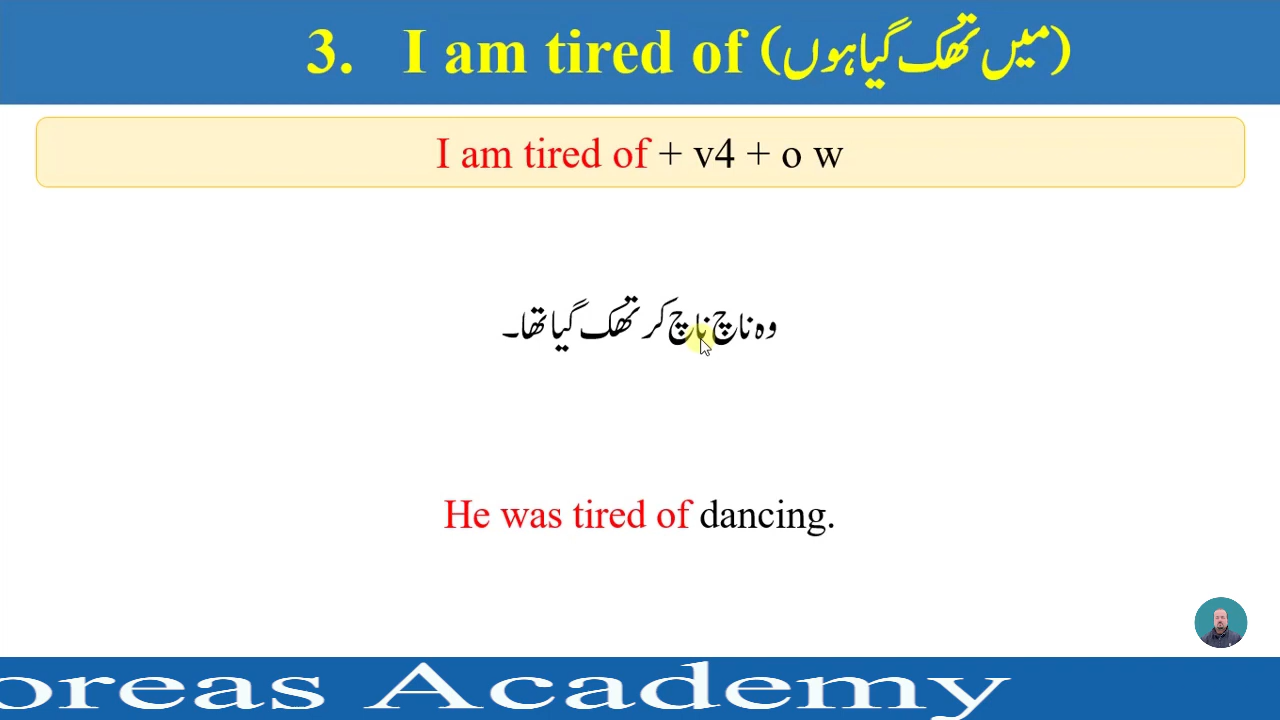 3. I am tired of (میں تھک گیا ہوں)
I am tired of + v4 + o w
وہ ناچ ناچ کر تھک گیا تھا۔
He was tired of dancing.
oreas Academy